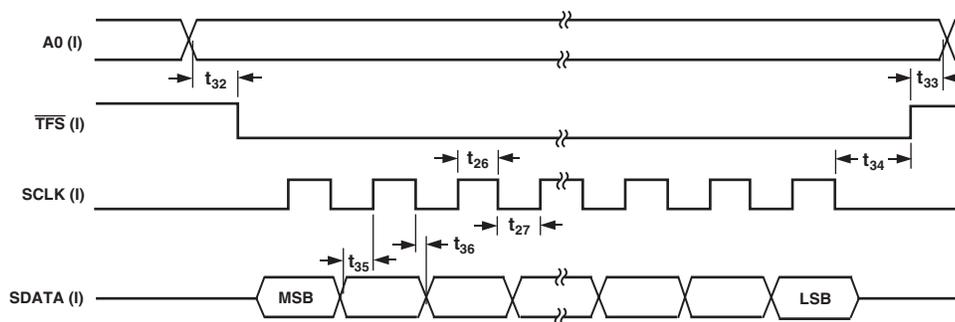 A0 (I)
t32
t33
TFS (I)
t26
t34
SCLK (I)
t27
t36
t35
SDATA (I)
MSB
LSB